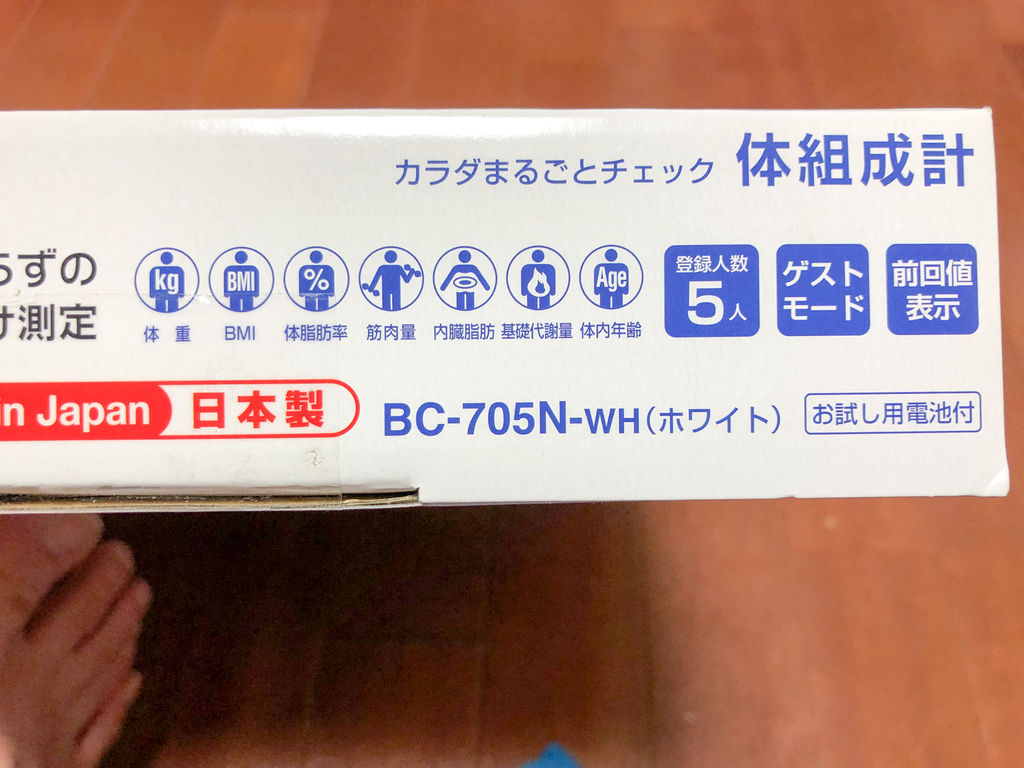 カラダまるごとチェック 体組成計
らずの
け測定
kg BMI % Age
体重 BMI 体脂肪率 筋肉量 内臓脂肪 基礎代謝量 体内年齢
登録人数
5人
ゲスト
モード
前回値
表示
in Japan 日本製
BC-705N-WH(ホワイト) お試し用電池付